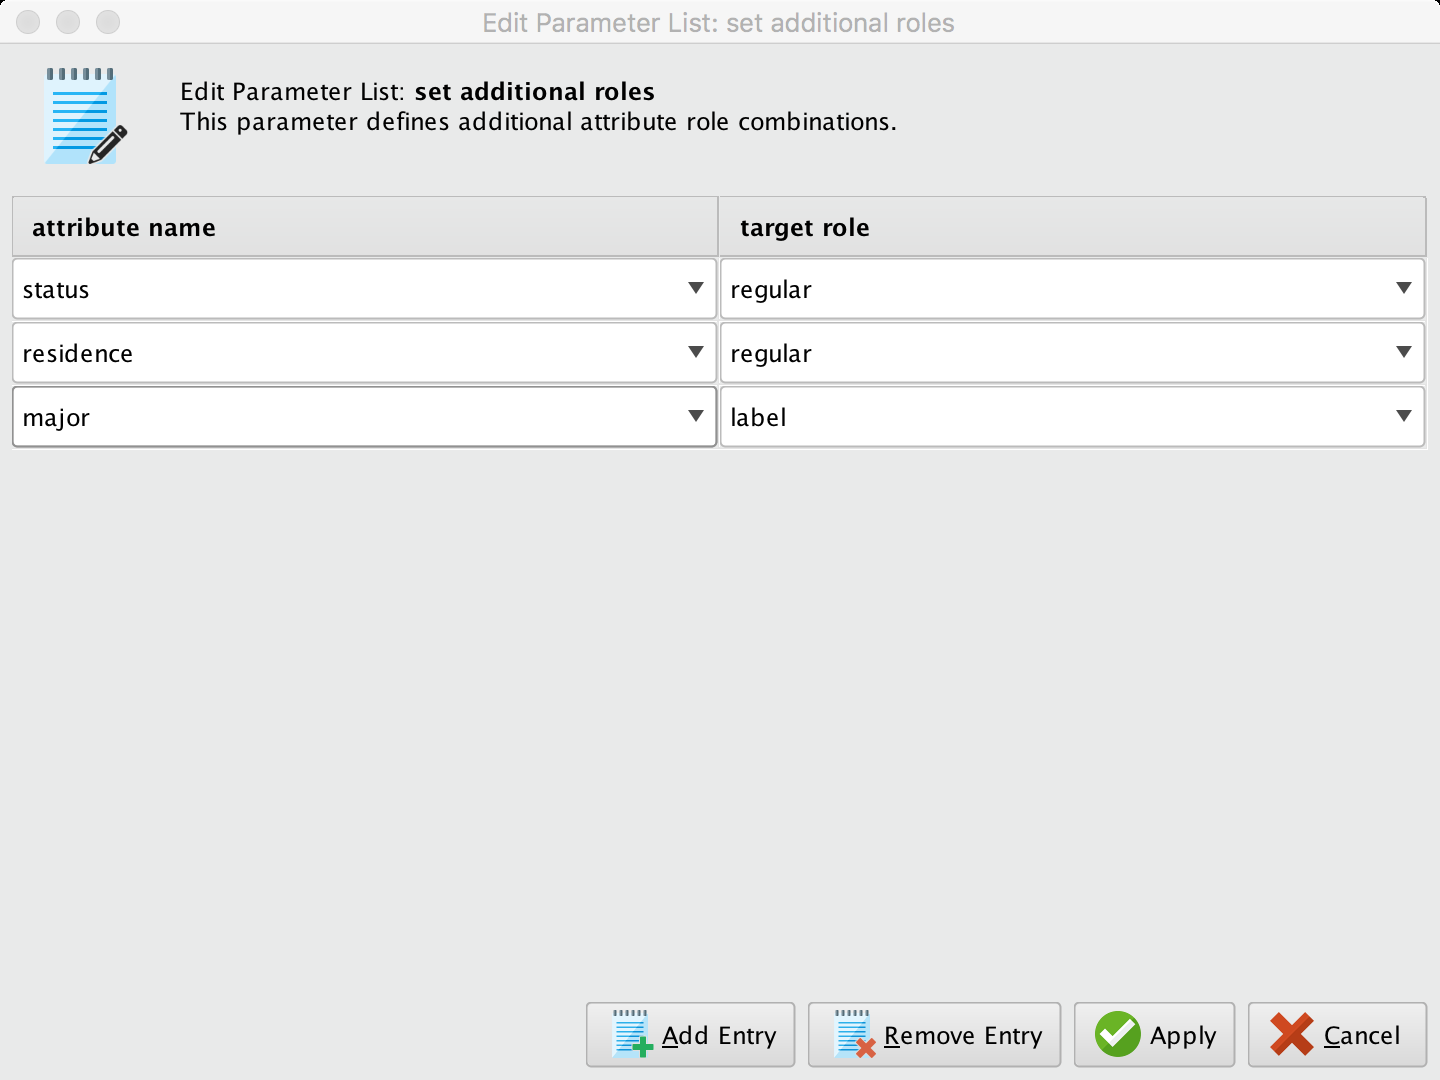 Edit Parameter List: set additional roles
Edit Parameter List: set additional roles
This parameter defines additional attribute role combinations.
attribute name target role
status regular
residence regular
major label
Add Entry Remove Entry Apply Cancel